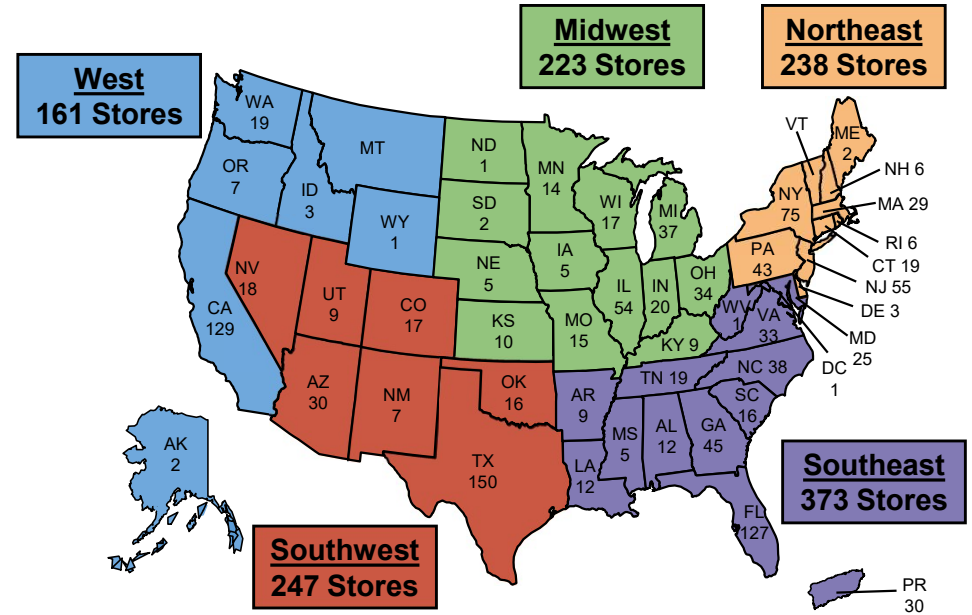 Midwest
223 Stores
Northeast
238 Stores
West
161 Stores
WA
19
OR
7
ID
3
MT
WY
1
CA
129
AK
2
NV
18
UT
9
CO
17
AZ
30
NM
7
OK
16
TX
150
Southwest
247 Stores
ND
1
SD
2
NE
5
KS
10
MN
14
IA
5
MO
15
WI
17
IL
54
MI
37
IN
20
OH
34
KY 9
VT
ME
2
NH 6
NY
75
MA 29
RI 6
CT 19
PA
43
NJ 55
DE 3
MD
25
DC
1
WV
1
VA
33
TN 19
NC 38
SC
16
AR
9
MS
5
AL
12
GA
45
LA
12
FL
127
Southeast
373 Stores
PR
30